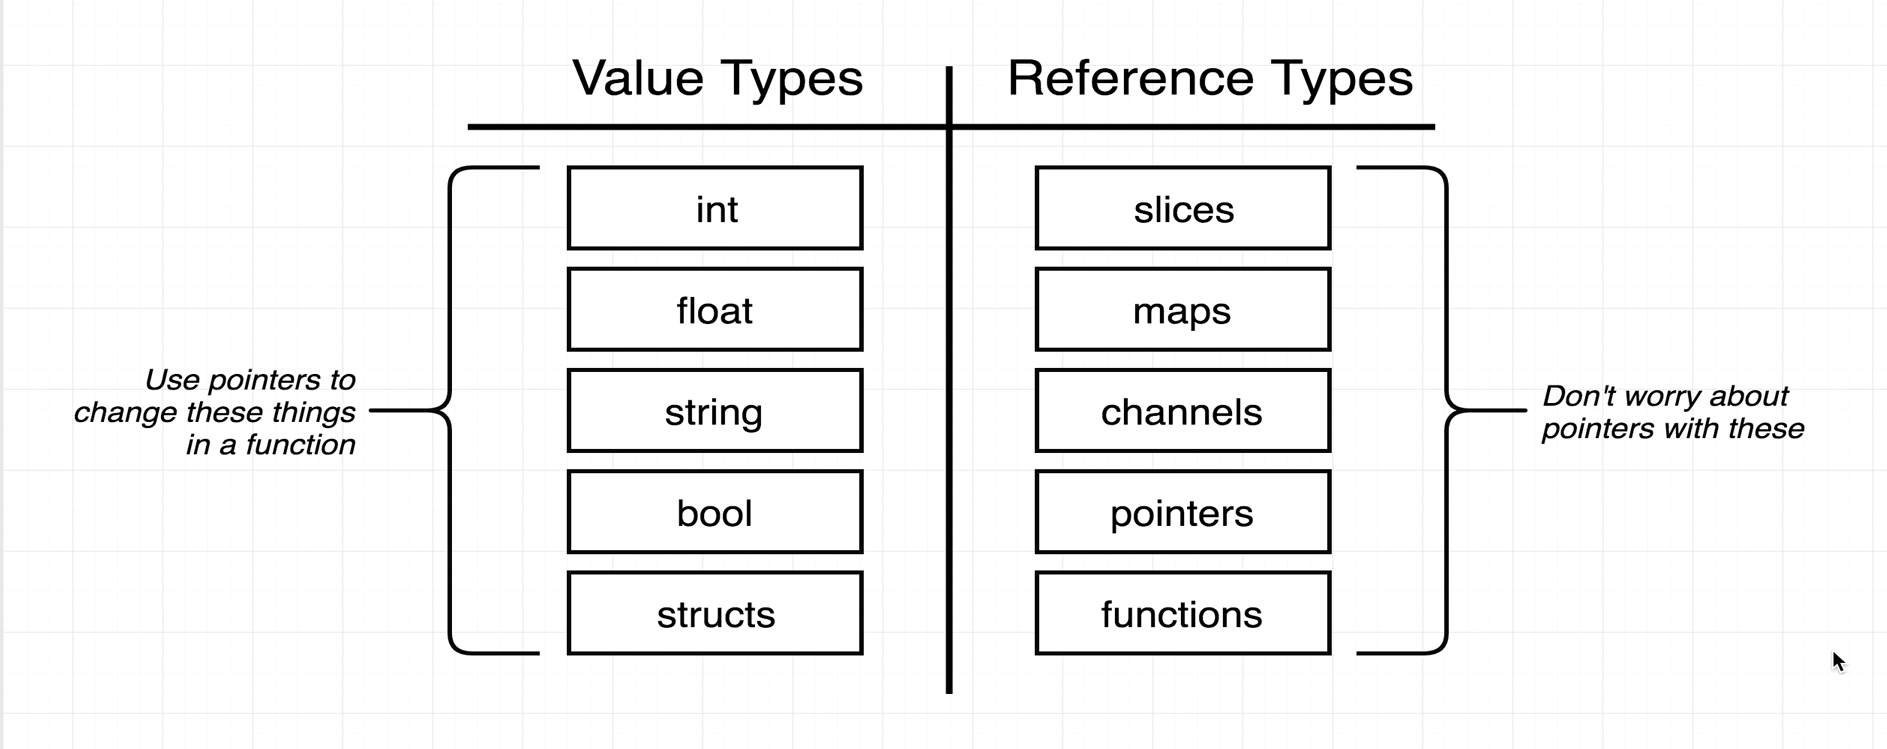 Value Types
Reference Types
int
float
string
bool
structs
slices
maps
channels
pointers
functions
Use pointers to
change these things
in a function
Don't worry about
pointers with these